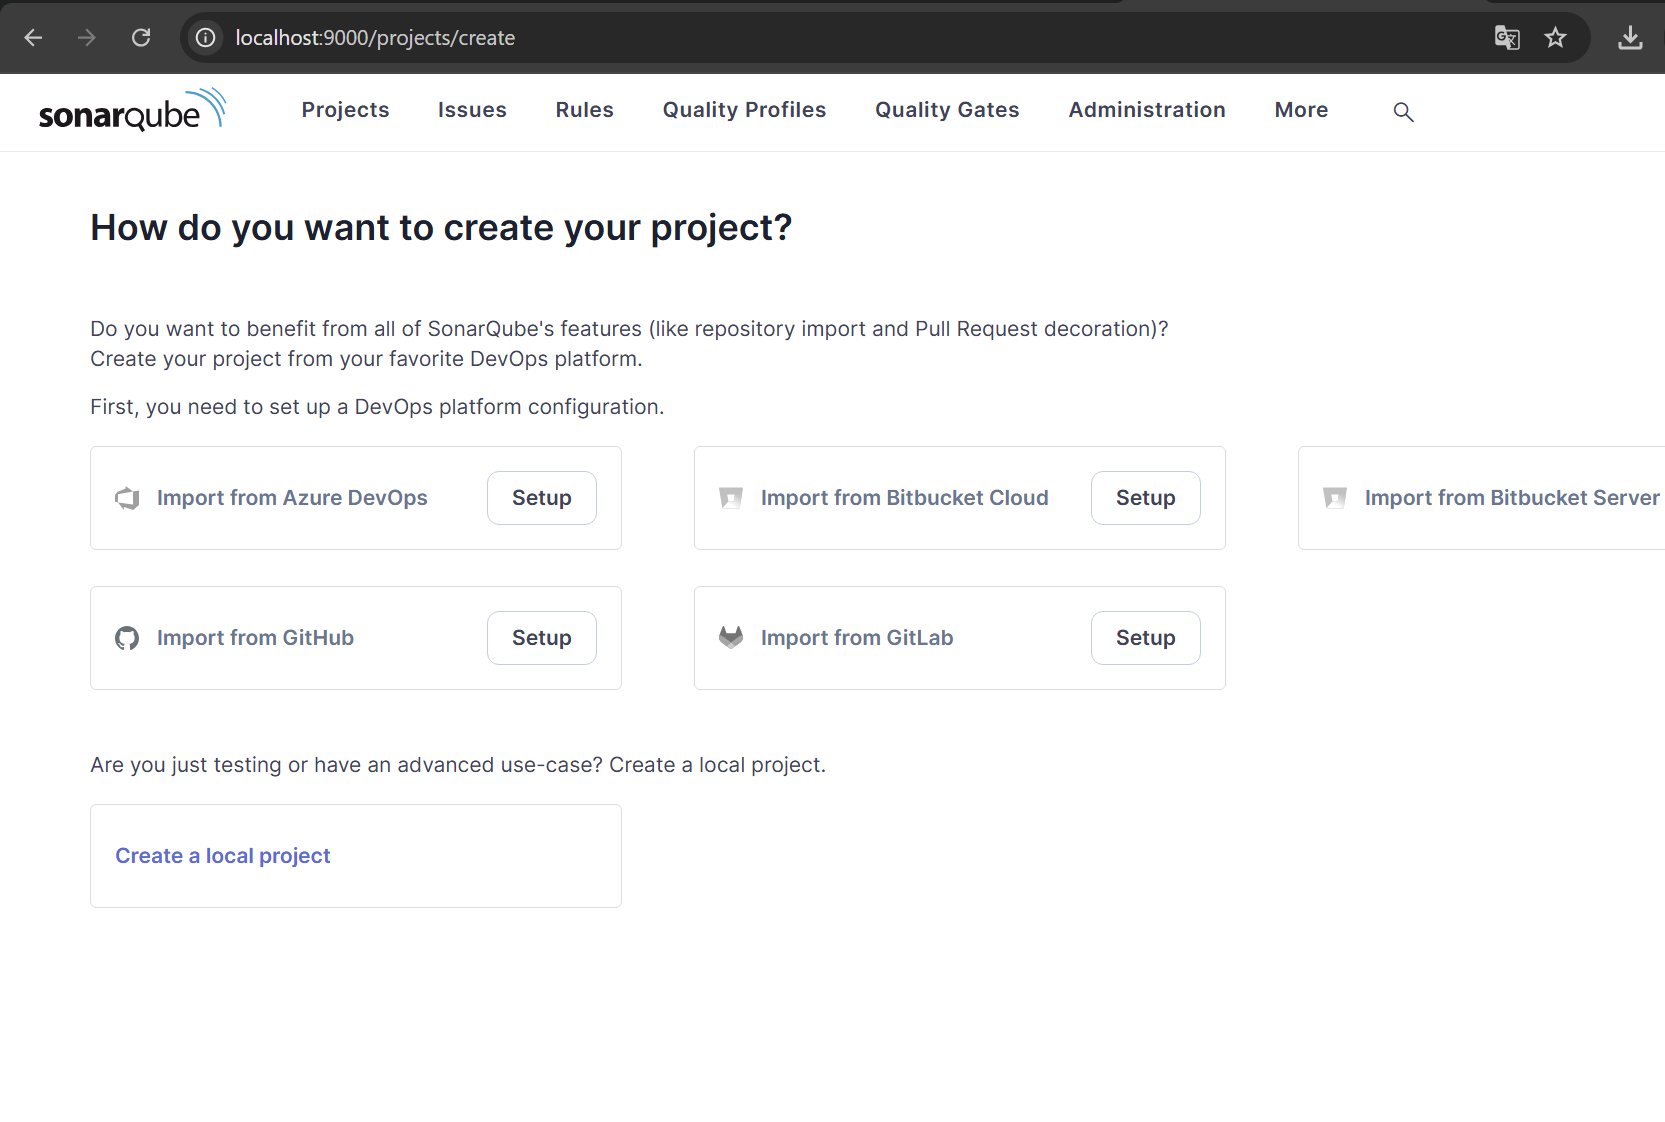 localhost:9000/projects/create
sonarqube Projects Issues Rules Quality Profiles Quality Gates Administration More
How do you want to create your project?
Do you want to benefit from all of SonarQube's features (like repository import and Pull Request decoration)?
Create your project from your favorite DevOps platform.
First, you need to set up a DevOps platform configuration.
Import from Azure DevOps Setup Import from Bitbucket Cloud Setup Import from Bitbucket Server
Import from GitHub Setup Import from GitLab Setup
Are you just testing or have an advanced use-case? Create a local project.
Create a local project